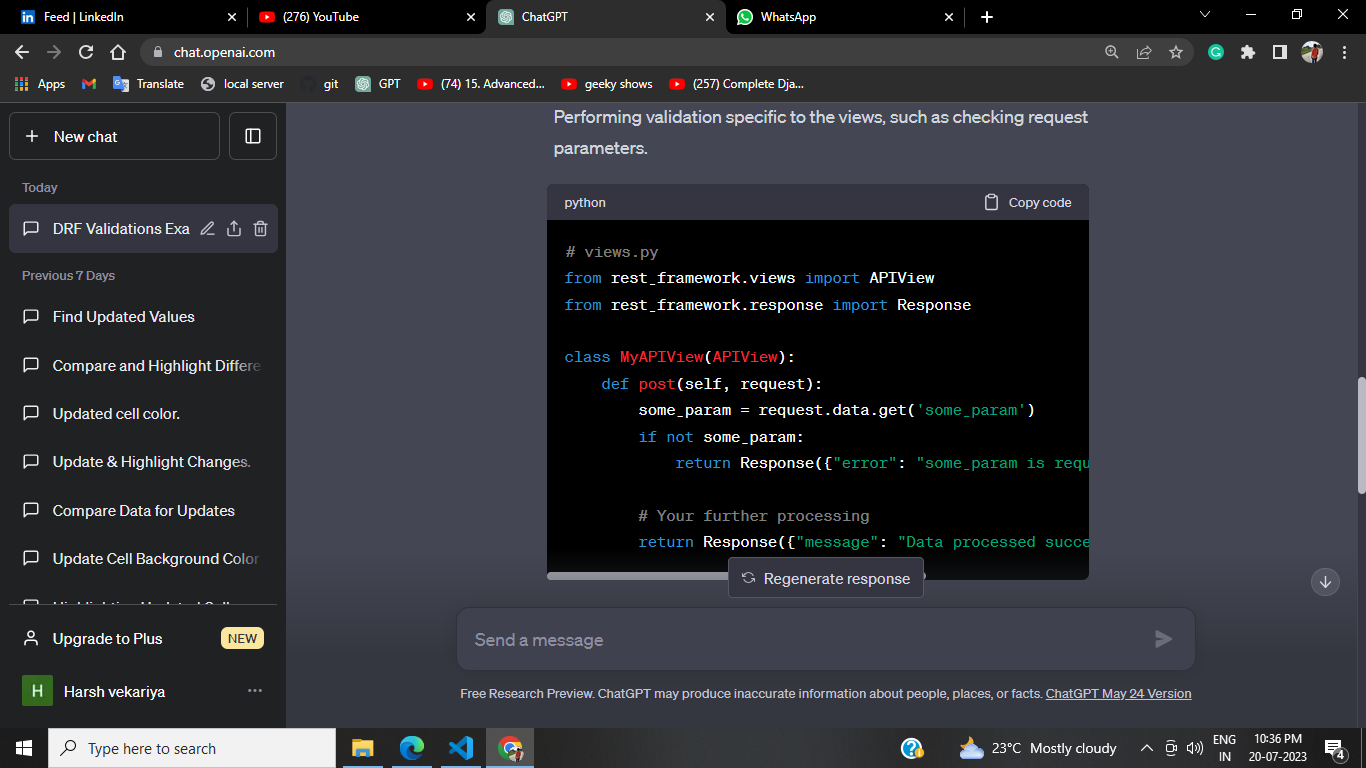 Feed | LinkedIn
(276) YouTube
ChatGPT
WhatsApp
chat.openai.com
Apps
Translate
local server
git
GPT
(74) 15. Advanced...
geeky shows
(257) Complete Dja...
New chat
Today
DRF Validations Exa
Previous 7 Days
Find Updated Values
Compare and Highlight Differe
Updated cell color.
Update & Highlight Changes.
Compare Data for Updates
Update Cell Background Color
Upgrade to Plus NEW
H Harsh vekariya
Performing validation specific to the views, such as checking request
parameters.
python
Copy code
# views.py
from rest_framework.views import APIView
from rest_framework.response import Response
class MyAPIView(APIView):
def post(self, request):
some_param = request.data.get('some_param')
if not some_param:
return Response({"error": "some_param is requ
# Your further processing
return Response({"message": "Data processed succe
Regenerate response
Send a message
Free Research Preview. ChatGPT may produce inaccurate information about people, places, or facts. ChatGPT May 24 Version
Type here to search
23°C Mostly cloudy
ENG
IN
10:36 PM
20-07-2023
4